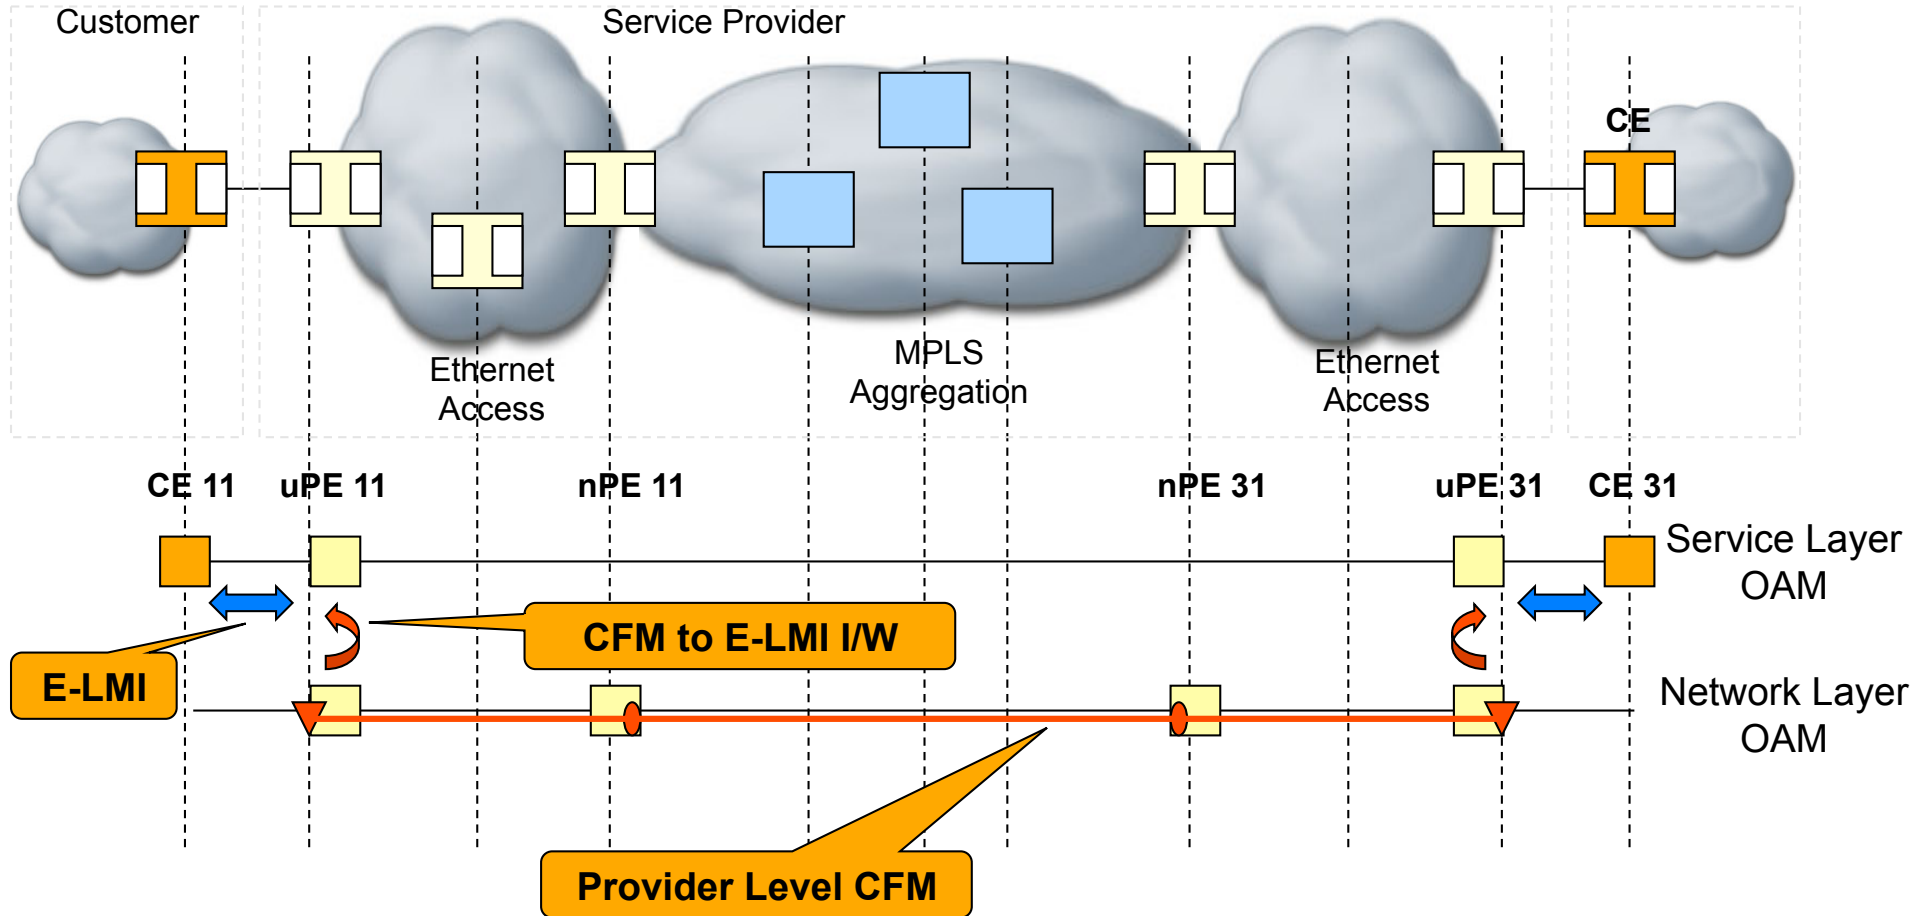 Customer
Service Provider
CE
Ethernet
Access
MPLS
Aggregation
Ethernet
Access
CE 11
uPE 11
nPE 11
nPE 31
uPE 31
CE 31
Service Layer
OAM
CFM to E-LMI I/W
E-LMI
Network Layer
OAM
Provider Level CFM